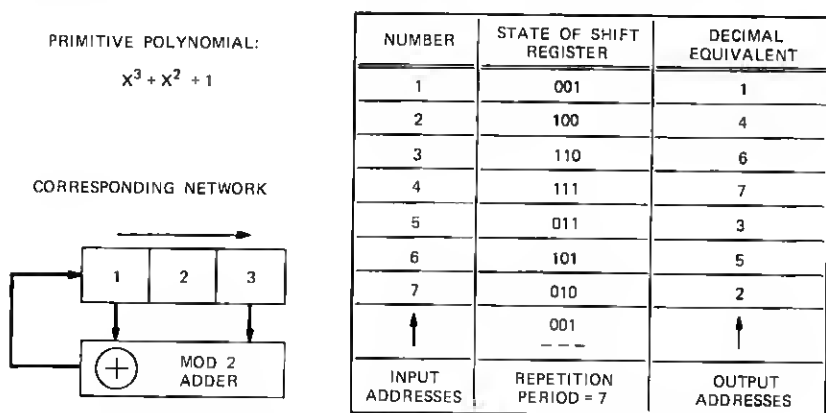 PRIMITIVE POLYNOMIAL:
X³ + X² + 1
CORRESPONDING NETWORK
1 2 3
+ MOD 2
ADDER
NUMBER STATE OF SHIFT REGISTER DECIMAL EQUIVALENT
1 001 1
2 100 4
3 110 6
4 111 7
5 011 3
6 101 5
7 010 2
001
– – –
INPUT ADDRESSES REPETITION PERIOD = 7 OUTPUT ADDRESSES